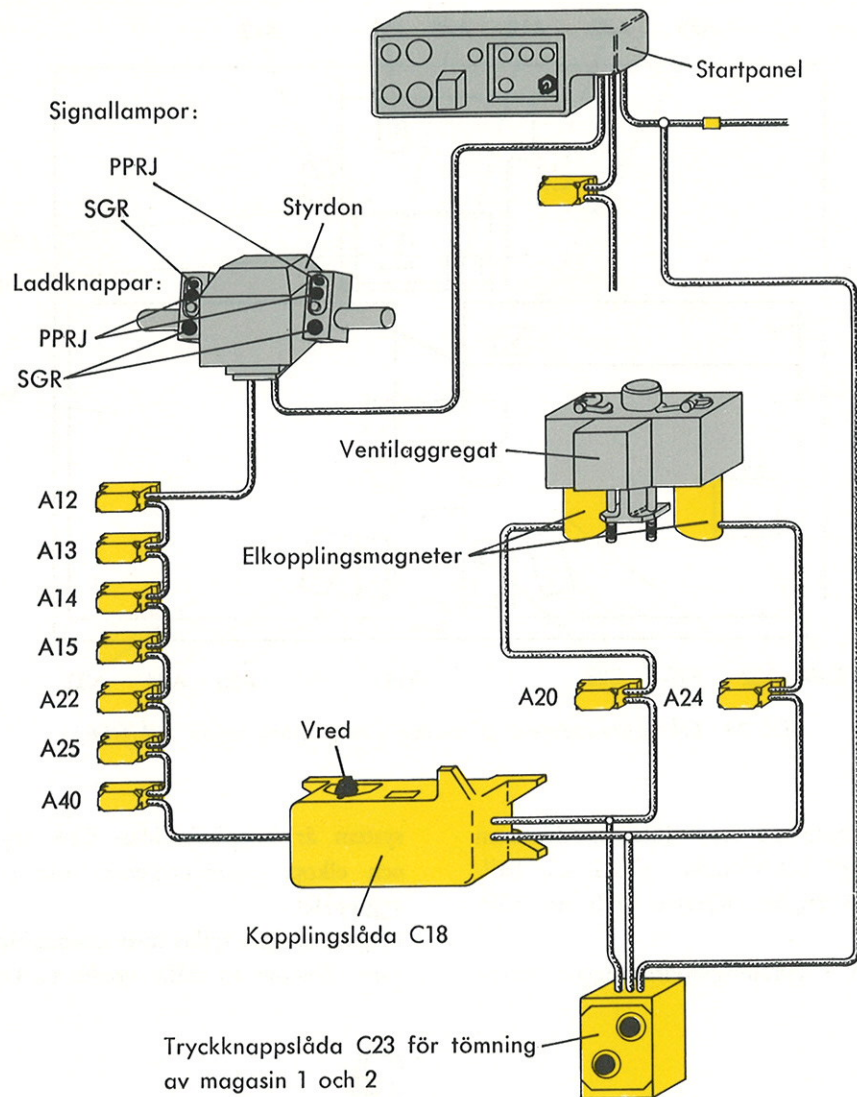 Startpanel
Signallampor:
PPRJ
SGR
Styrdon
Laddknappar:
PPRJ
SGR
Ventilaggregat
A12
A13
Elkopplingsmagneter
A14
A15
A22
A20
A24
A25
Vred
A40
Kopplingslåda C18
Tryckknappslåda C23 för tömning
av magasin 1 och 2